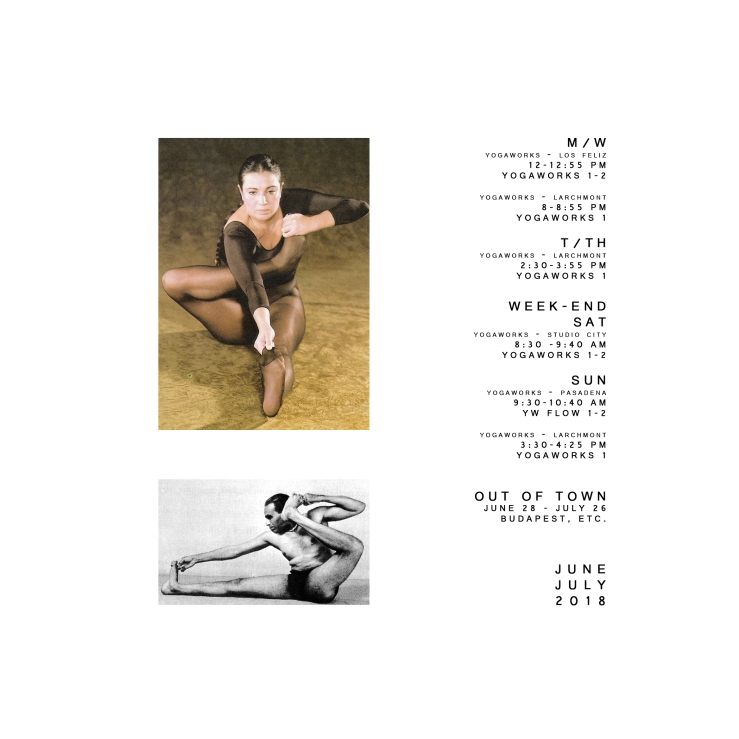 M/W
YOGAWORKS - LOS FELIZ
12-12:55 PM
YOGAWORKS 1-2
YOGAWORKS - LARCHMONT
8-8:55 PM
YOGAWORKS 1
T/TH
YOGAWORKS - LARCHMONT
2:30-3:55 PM
YOGAWORKS 1
WEEK-END
SAT
YOGAWORKS - STUDIO CITY
8:30 -9:40 AM
YOGAWORKS 1-2
SUN
YOGAWORKS - PASADENA
9:30-10:40 AM
YW FLOW 1-2
YOGAWORKS - LARCHMONT
3:30-4:25 PM
YOGAWORKS 1
OUT OF TOWN
JUNE 28 - JULY 26
BUDAPEST, ETC.
JUNE
JULY
2018